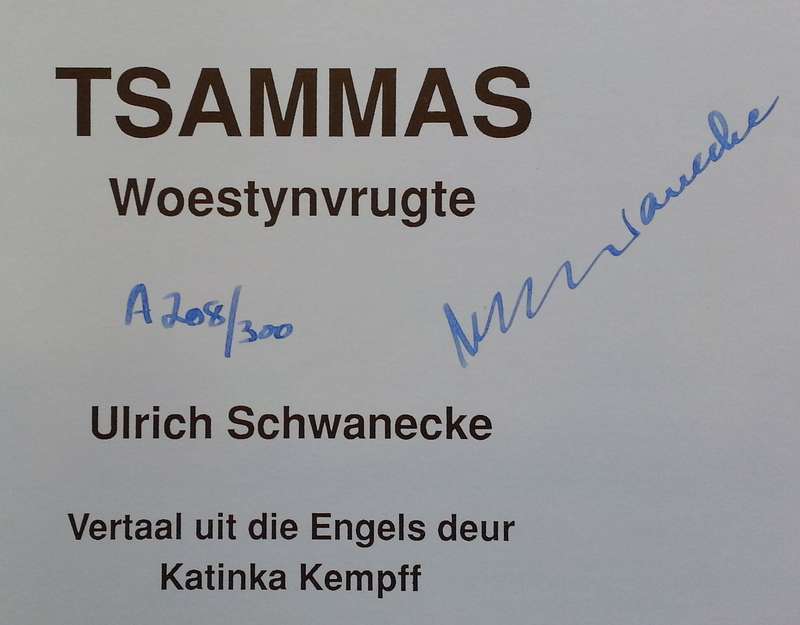 TSAMMAS
Woestynvrugte
A 208/300
Ulrich Schwanecke
Vertaal uit die Engels deur
Katinka Kempff